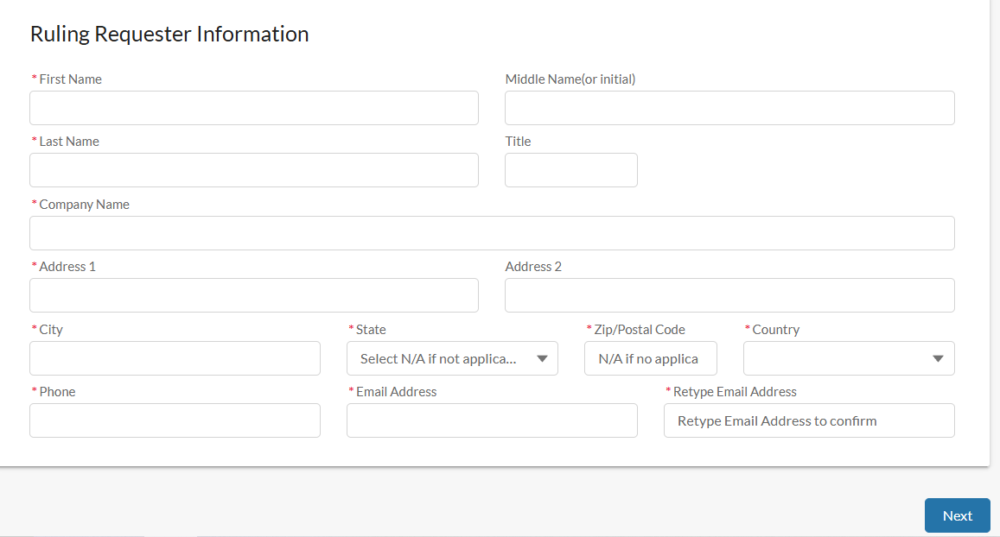 Ruling Requester Information
* First Name
Middle Name(or initial)
* Last Name
Title
* Company Name
* Address 1
Address 2
* City
* State
* Zip/Postal Code
* Country
Select N/A if not applica...
N/A if no applica
* Phone
* Email Address
* Retype Email Address
Retype Email Address to confirm
Next